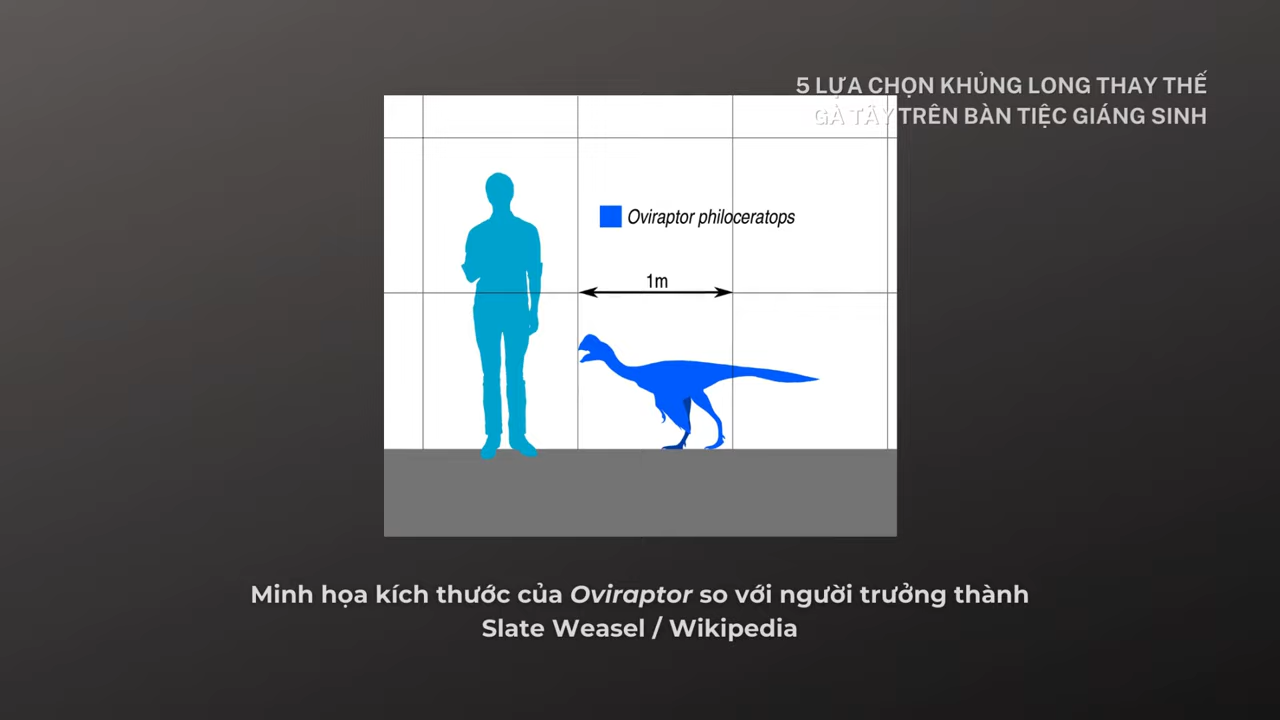 5 LỰA CHỌN KHỦNG LONG THAY THẾ
GÀ TÂY TRÊN BÀN TIỆC GIÁNG SINH
Oviraptor philoceratops
1m
Minh họa kích thước của Oviraptor so với người trưởng thành
Slate Weasel / Wikipedia